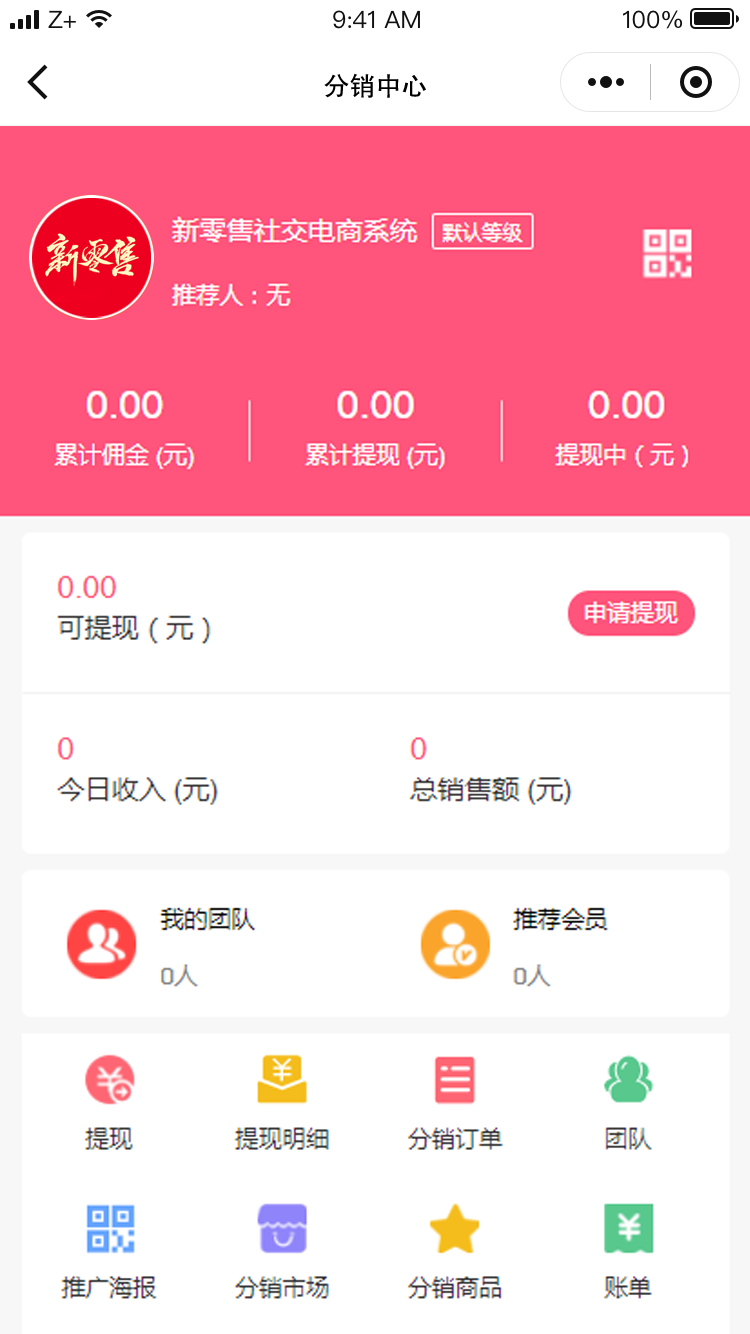 Z+ 9:41 AM 100%
分销中心
新零售
新零售社交电商系统 默认等级
推荐人：无
0.00 0.00 0.00
累计佣金 (元) 累计提现 (元) 提现中（元）
0.00
可提现（元） 申请提现
0 0
今日收入 (元) 总销售额 (元)
我的团队 推荐会员
0人 0人
提现 提现明细 分销订单 团队
推广海报 分销市场 分销商品 账单